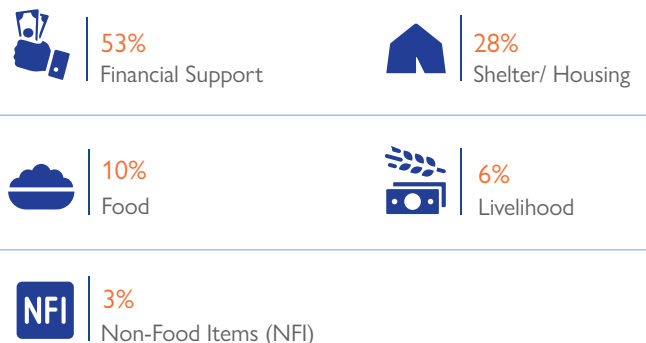 53%
Financial Support
28%
Shelter/ Housing
10%
Food
6%
Livelihood
NFI
3%
Non-Food Items (NFI)